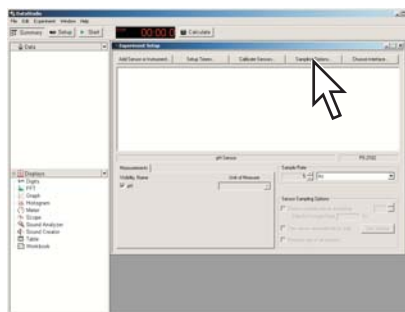 DataStudio
File Edit Experiment Window Help
Summary Setup Start 00:00.0 Calculate
Data
Experiment Setup
Add Sensor or Instrument... Setup Timers... Calibrate Sensors... Sampling Options... Choose Interface...
pH Sensor
Measurements
Visibility, Name Unit of Measure
pH
Sample Rate
5 Hz
Sensor Sampling Options
Displays
Digits
FFT
Graph
Histogram
Meter
Scope
Sound Analyzer
Sound Creator
Table
Workbook